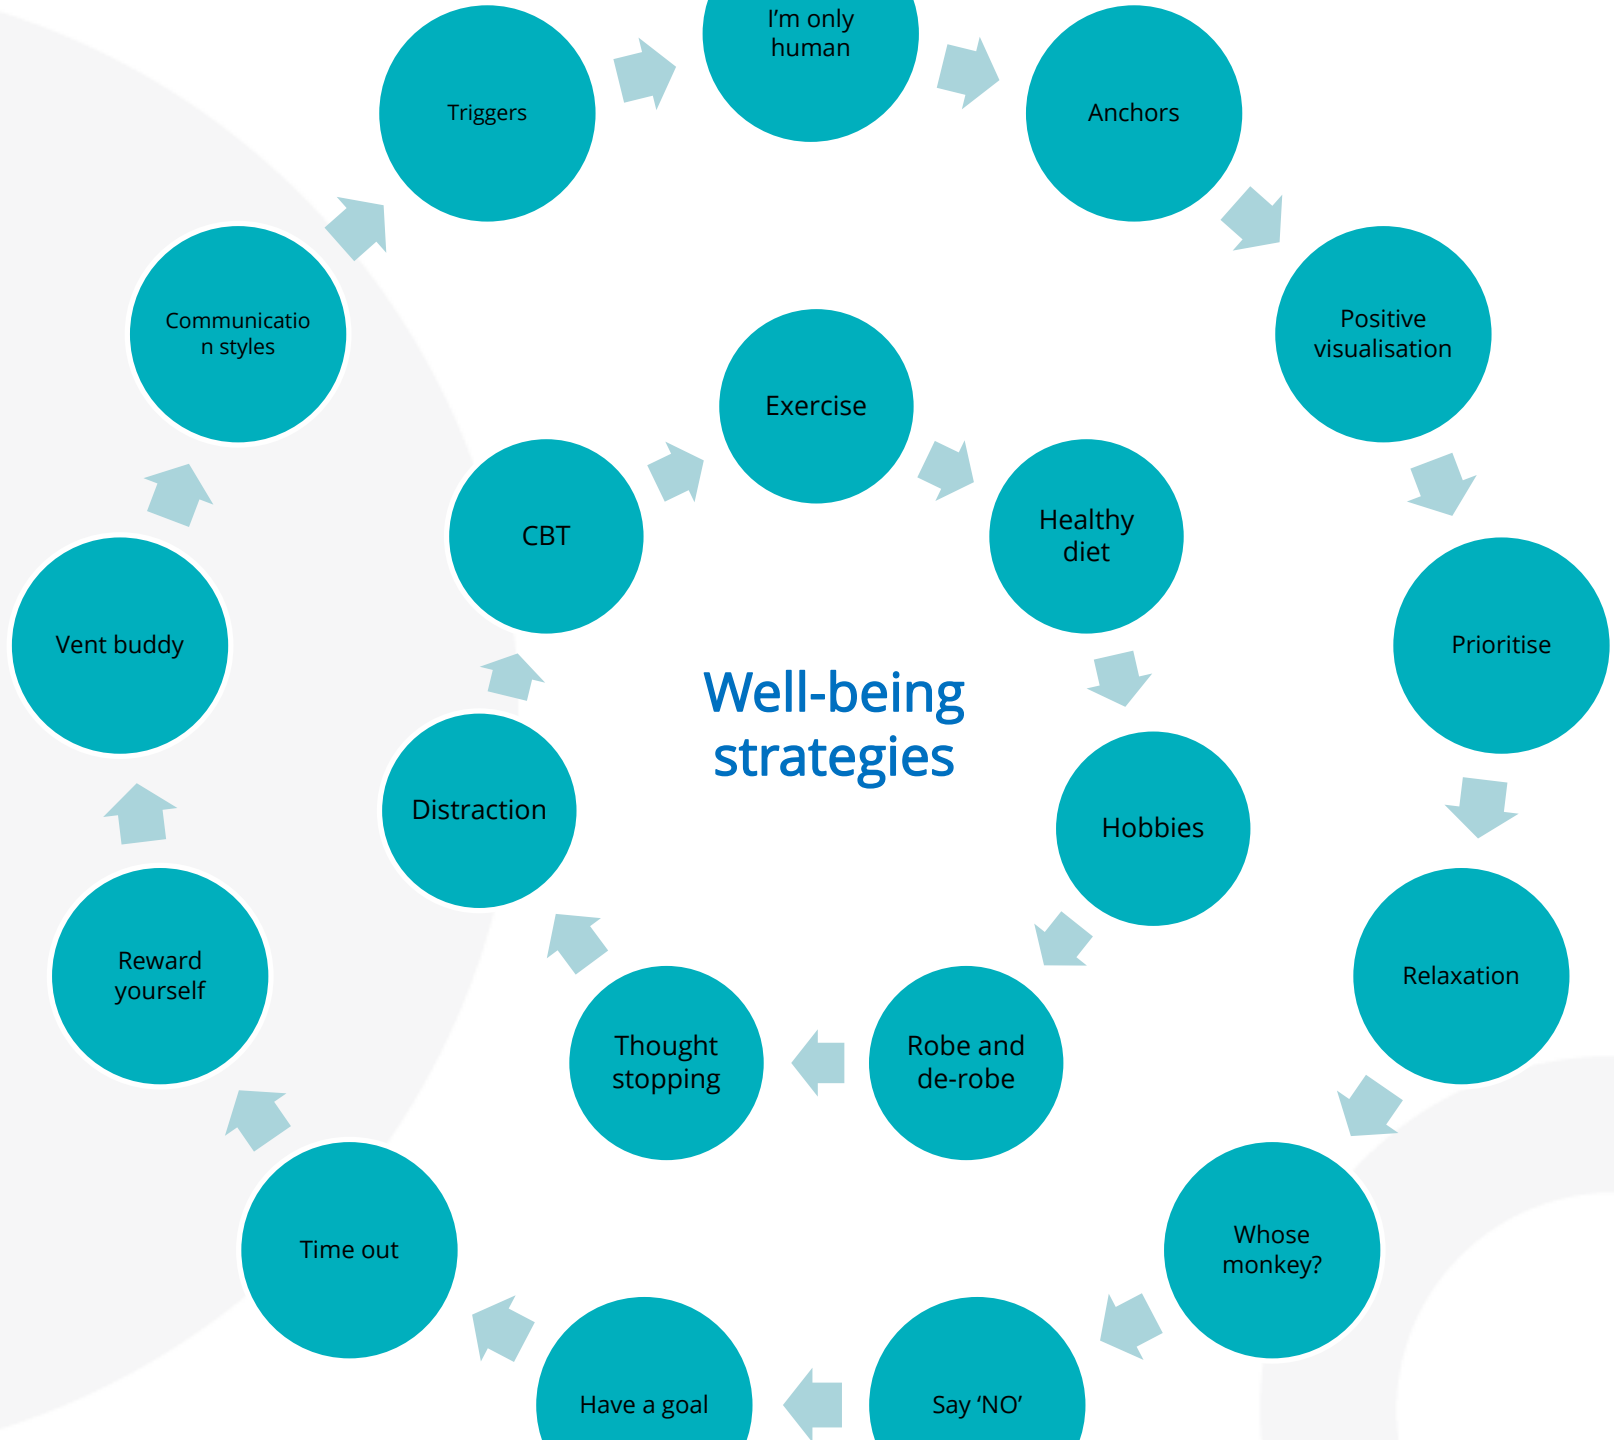 I’m only
human
Anchors
Positive
visualisation
Prioritise
Relaxation
Whose
monkey?
Say ‘NO’
Have a goal
Time out
Reward
yourself
Vent buddy
Communicatio
n styles
Triggers
Exercise
Healthy
diet
Hobbies
Robe and
de-robe
Thought
stopping
Distraction
CBT
Well-being
strategies